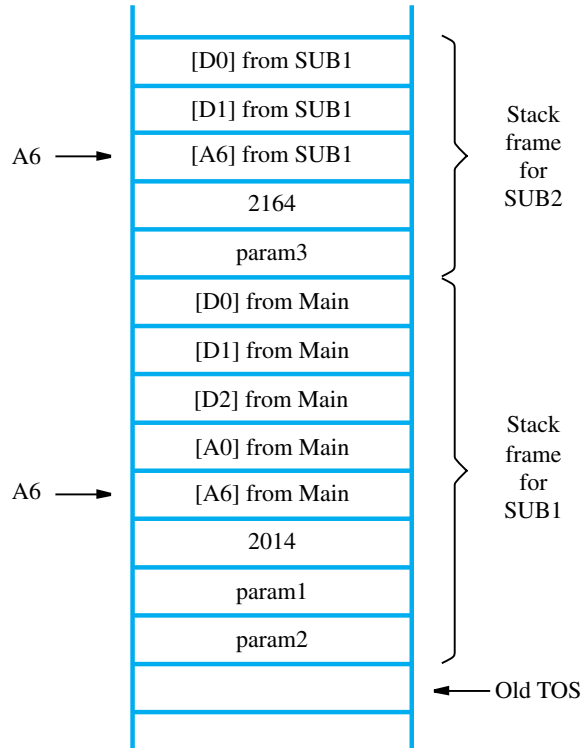 [D0] from SUB1
[D1] from SUB1
A6
[A6] from SUB1
Stack
frame
for
SUB2
2164
param3
[D0] from Main
[D1] from Main
[D2] from Main
[A0] from Main
A6
[A6] from Main
Stack
frame
for
SUB1
2014
param1
param2
Old TOS